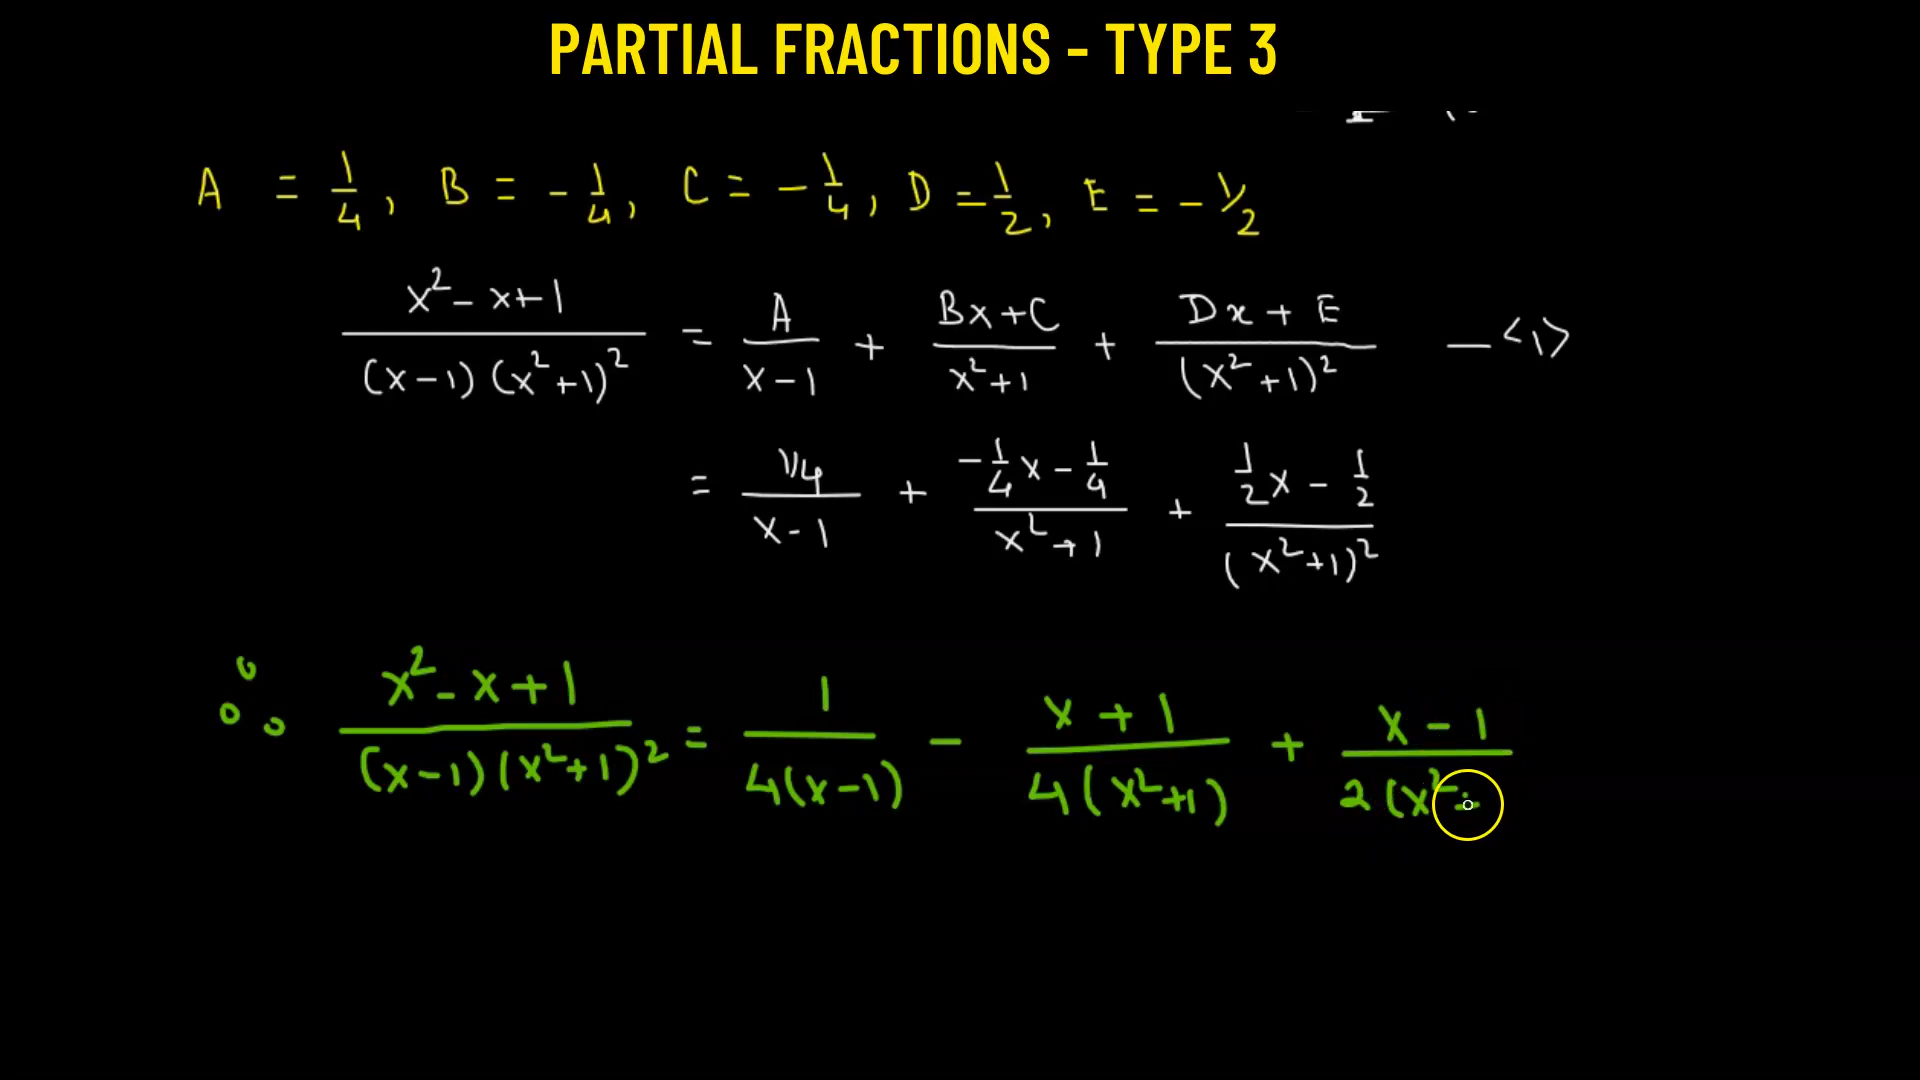 PARTIAL FRACTIONS - TYPE 3
A = 1/4, B = -1/4, C = -1/4, D = 1/2, E = -1/2
(x² - x + 1)/((x-1)(x²+1)²) = A/(x-1) + (Bx+C)/(x²+1) + (Dx+E)/(x²+1)² — <1>
= (1/4)/(x-1) + (-1/4 x - 1/4)/(x²+1) + (1/2 x - 1/2)/(x²+1)²
∴ (x² - x + 1)/((x-1)(x²+1)²) = 1/(4(x-1)) - (x+1)/(4(x²+1)) + (x-1)/(2(x²+